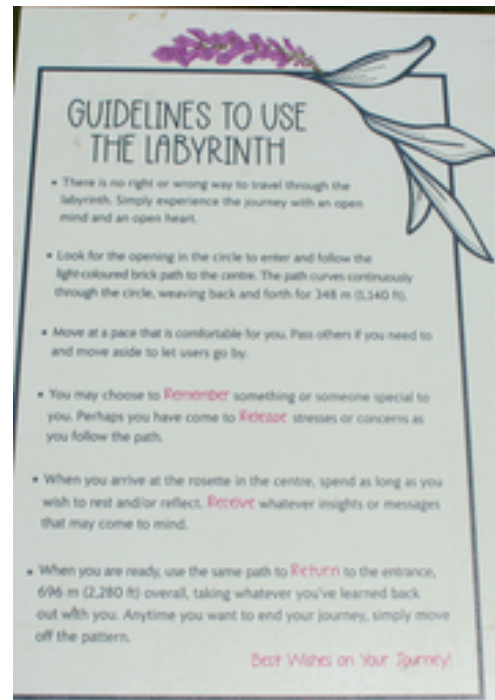 GUIDELINES TO USE
THE LABYRINTH
• There is no right or wrong way to travel through the
labyrinth. Simply experience the journey with an open
mind and an open heart.
• Look for the opening in the circle to enter and follow the
light-coloured brick path to the centre. The path curves continuously
through the circle, weaving back and forth for 348 m (1,140 ft).
• Move at a pace that is comfortable for you. Pass others if you need to
and move aside to let users go by.
• You may choose to Remember something or someone special to
you. Perhaps you have come to Release stresses or concerns as
you follow the path.
• When you arrive at the rosette in the centre, spend as long as you
wish to rest and/or reflect. Receive whatever insights or messages
that may come to mind.
• When you are ready, use the same path to Return to the entrance,
696 m (2,280 ft) overall, taking whatever you've learned back
out with you. Anytime you want to end your journey, simply move
off the pattern.
Best Wishes on Your Journey!